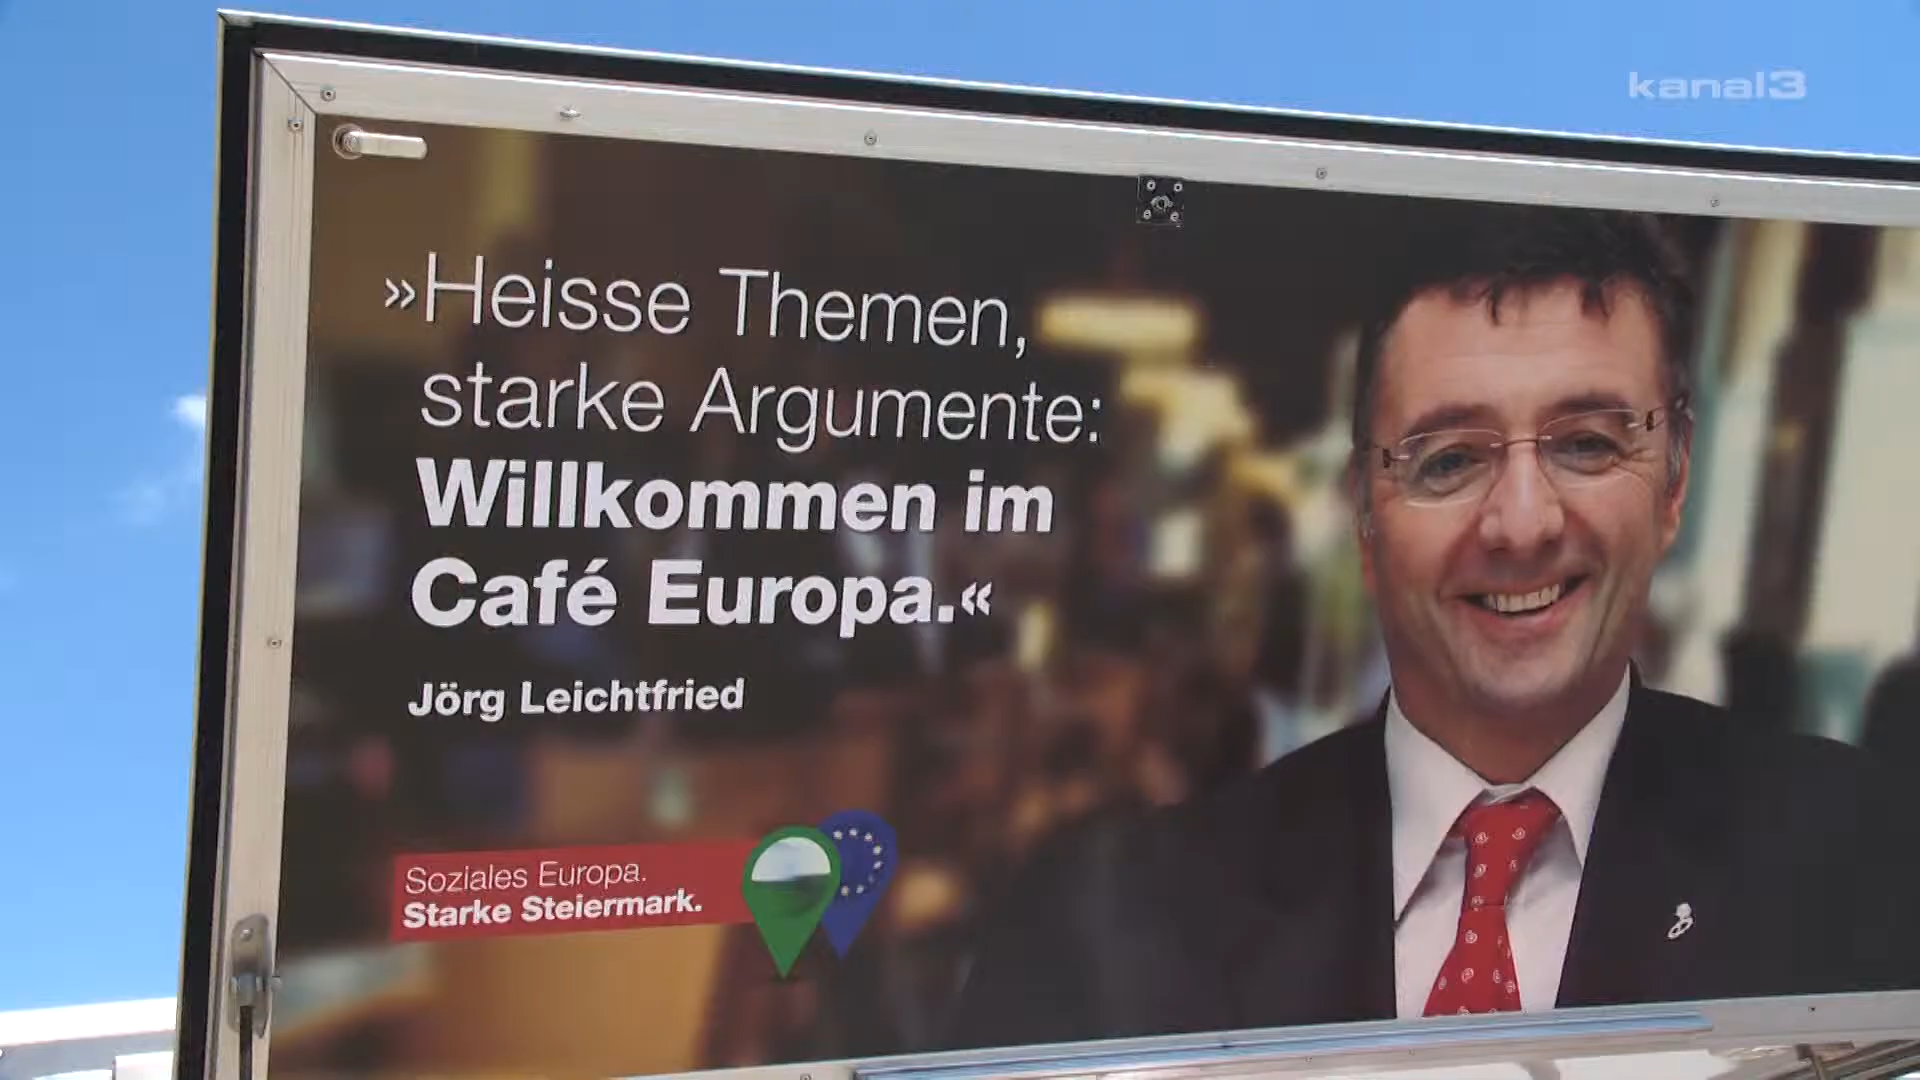 kanal3
»Heisse Themen,
starke Argumente:
Willkommen im
Café Europa.«
Jörg Leichtfried
Soziales Europa.
Starke Steiermark.